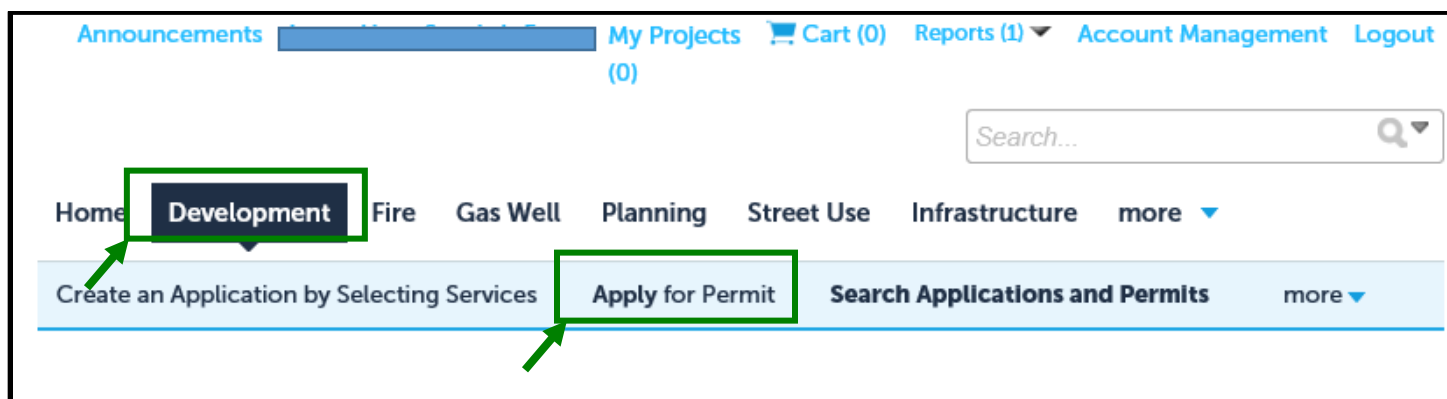 Announcements My Projects Cart (0) Reports (1) Account Management Logout
(0)
Search...
Home Development Fire Gas Well Planning Street Use Infrastructure more
Create an Application by Selecting Services Apply for Permit Search Applications and Permits more